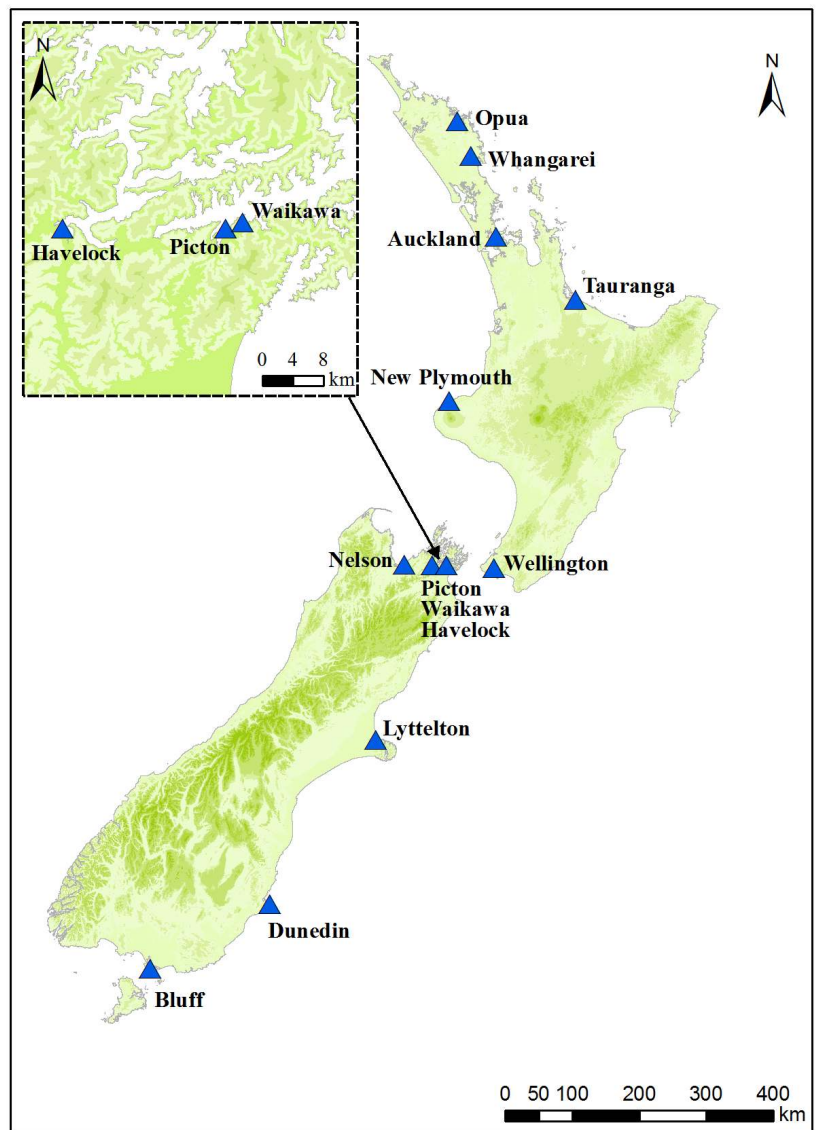 N
Waikawa
Picton
Havelock
0 4 8
km
N
Opua
Whangarei
Auckland
Tauranga
New Plymouth
Nelson
Wellington
Picton
Waikawa
Havelock
Lyttelton
Dunedin
Bluff
0 50 100 200 300 400
km